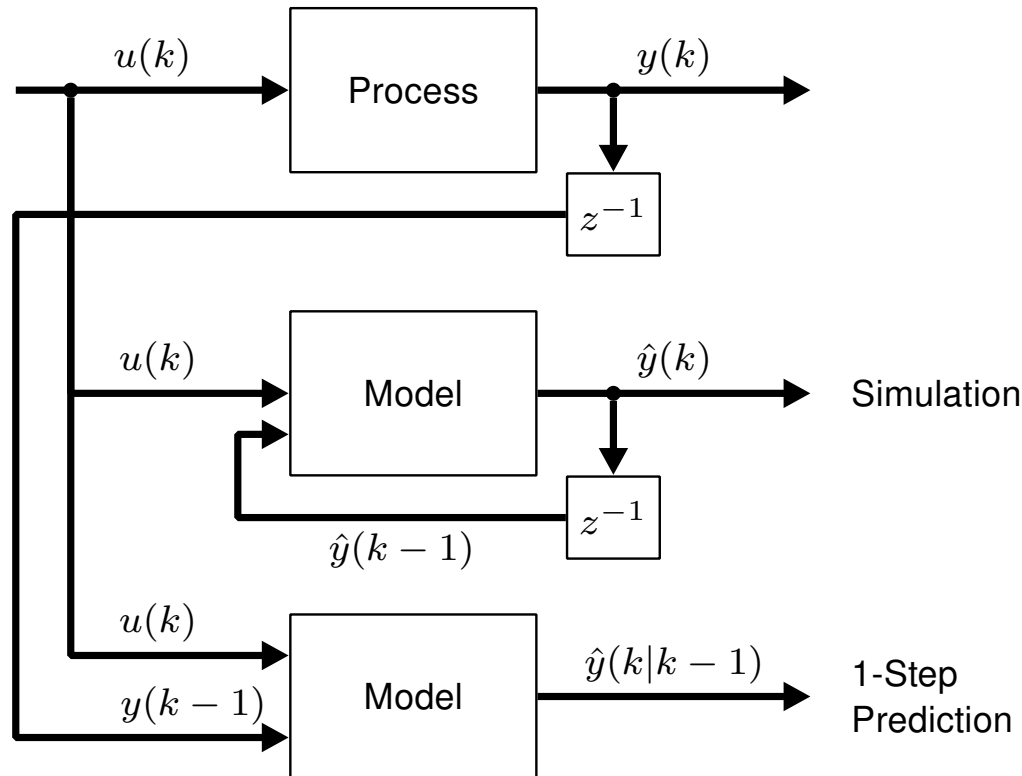 u(k)
Process
y(k)
z^{-1}
u(k)
Model
ŷ(k)
Simulation
z^{-1}
ŷ(k − 1)
u(k)
y(k − 1)
Model
ŷ(k|k − 1)
1-Step
Prediction